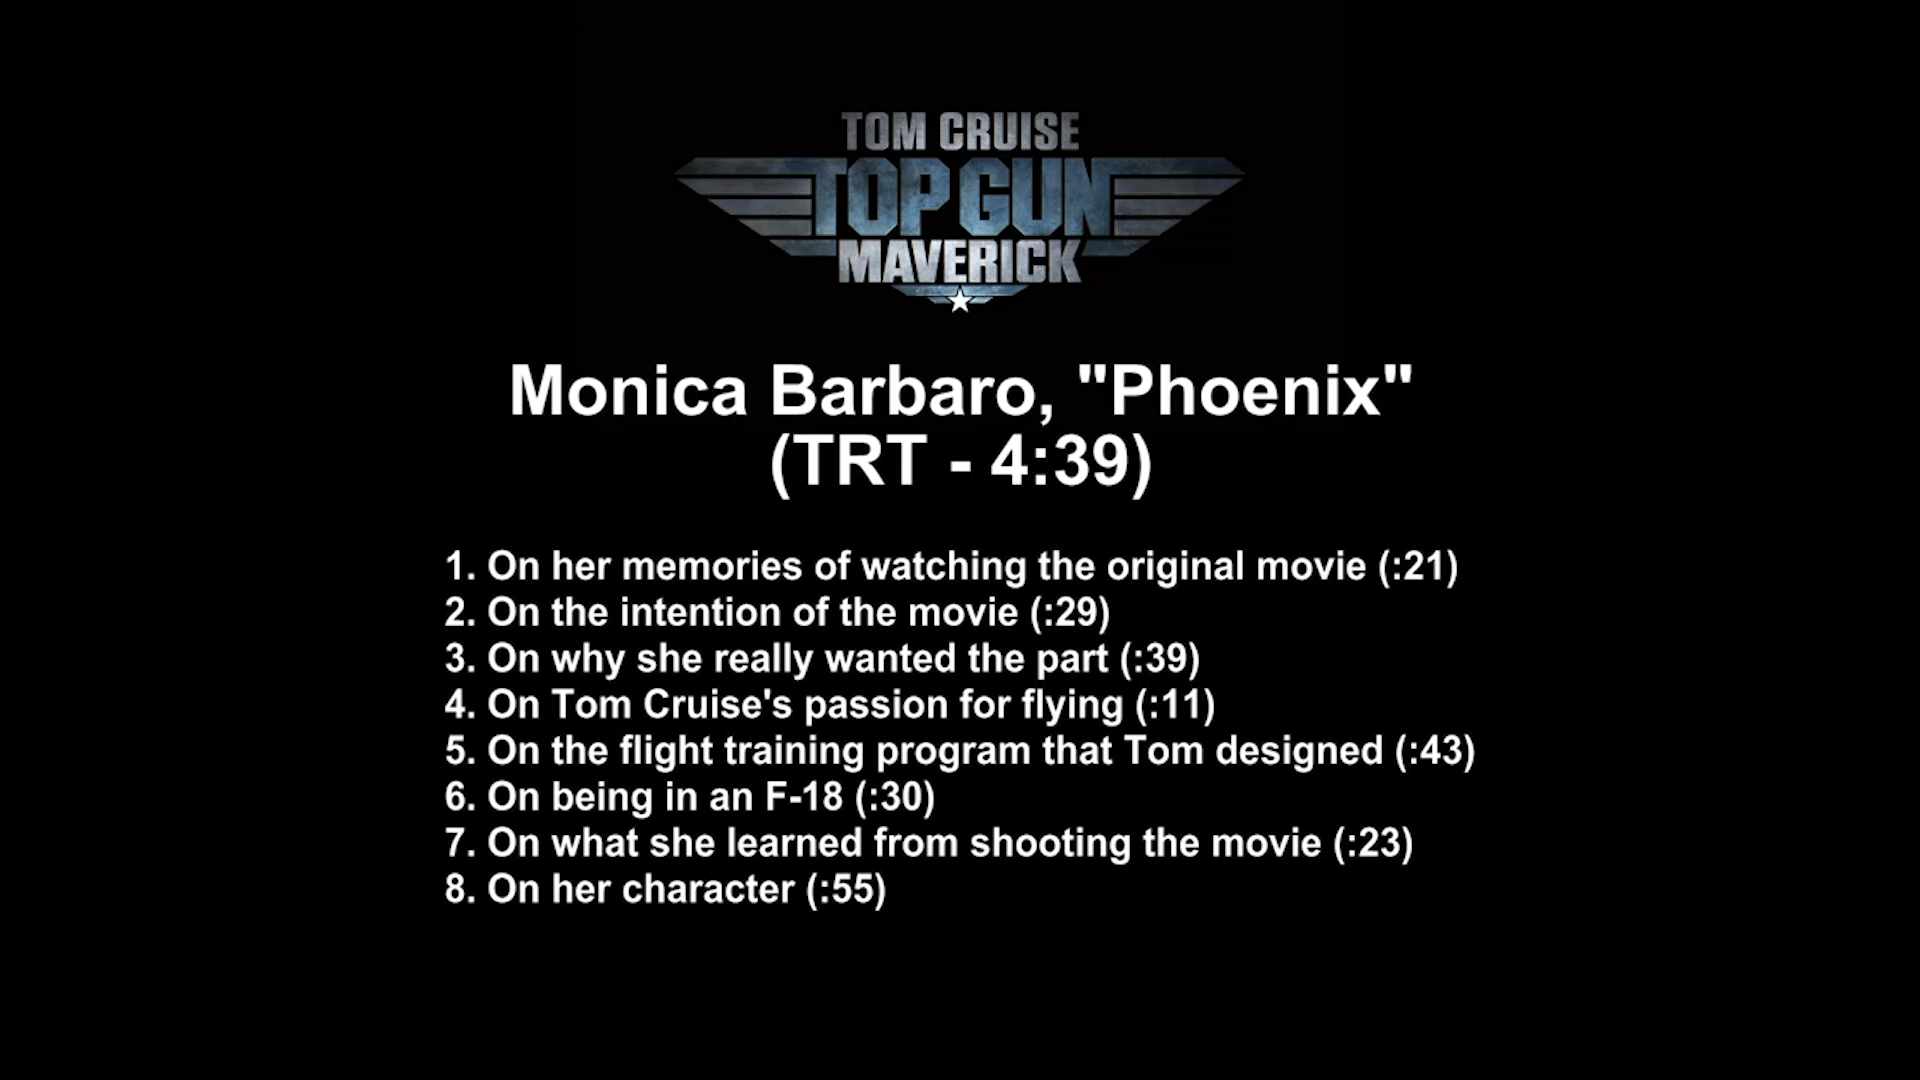 TOM CRUISE
TOP GUN
MAVERICK
Monica Barbaro, "Phoenix"
(TRT - 4:39)
1. On her memories of watching the original movie (:21)
2. On the intention of the movie (:29)
3. On why she really wanted the part (:39)
4. On Tom Cruise's passion for flying (:11)
5. On the flight training program that Tom designed (:43)
6. On being in an F-18 (:30)
7. On what she learned from shooting the movie (:23)
8. On her character (:55)